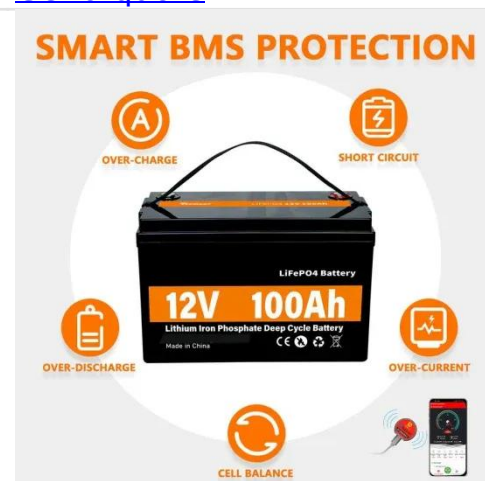 SMART BMS PROTECTION
OVER-CHARGE
SHORT CIRCUIT
LiFePO4 Battery
12V 100Ah
Lithium Iron Phosphate Deep Cycle Battery
Made in China
CE
OVER-DISCHARGE
OVER-CURRENT
CELL BALANCE